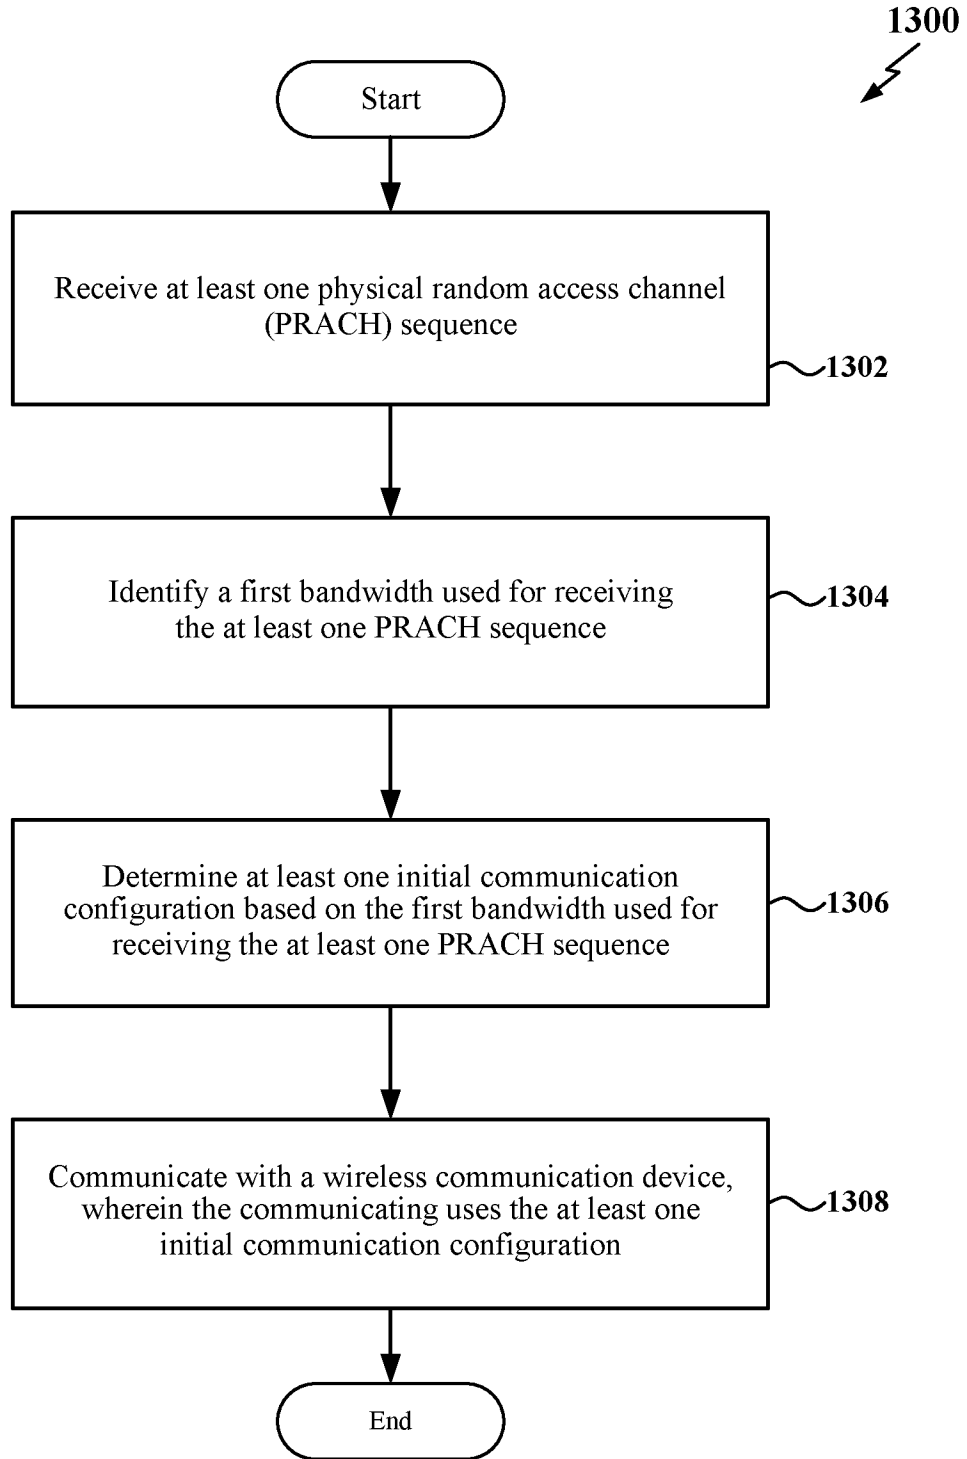 1300
Start
Receive at least one physical random access channel
(PRACH) sequence
1302
Identify a first bandwidth used for receiving
the at least one PRACH sequence
1304
Determine at least one initial communication
configuration based on the first bandwidth used for
receiving the at least one PRACH sequence
1306
Communicate with a wireless communication device,
wherein the communicating uses the at least one
initial communication configuration
1308
End